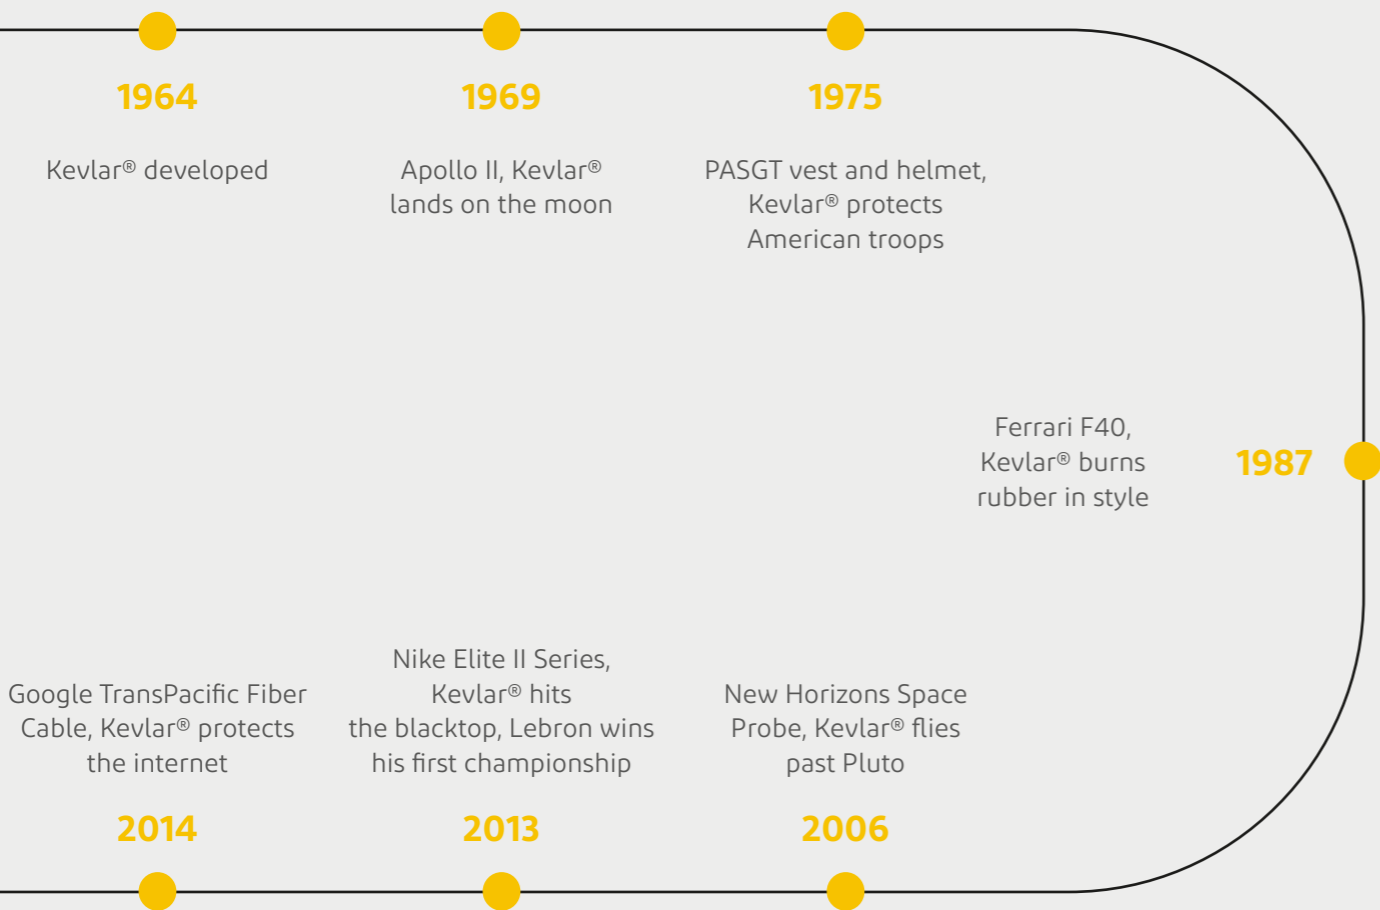 1964
Kevlar® developed
1969
Apollo II, Kevlar®
lands on the moon
1975
PASGT vest and helmet,
Kevlar® protects
American troops
Ferrari F40,
Kevlar® burns
rubber in style
1987
New Horizons Space
Probe, Kevlar® flies
past Pluto
2006
Nike Elite II Series,
Kevlar® hits
the blacktop, Lebron wins
his first championship
2013
Google TransPacific Fiber
Cable, Kevlar® protects
the internet
2014